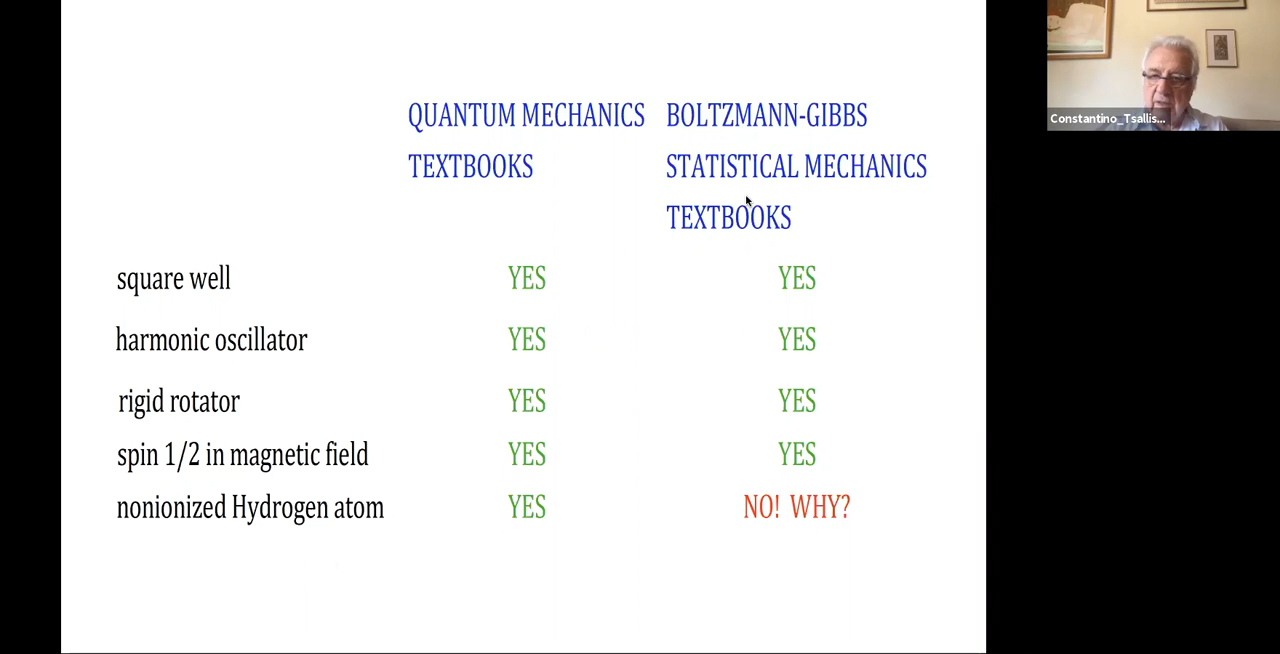 QUANTUM MECHANICS BOLTZMANN-GIBBS
TEXTBOOKS STATISTICAL MECHANICS
TEXTBOOKS
square well YES YES
harmonic oscillator YES YES
rigid rotator YES YES
spin 1/2 in magnetic field YES YES
nonionized Hydrogen atom YES NO! WHY?
Constantino_Tsallis...